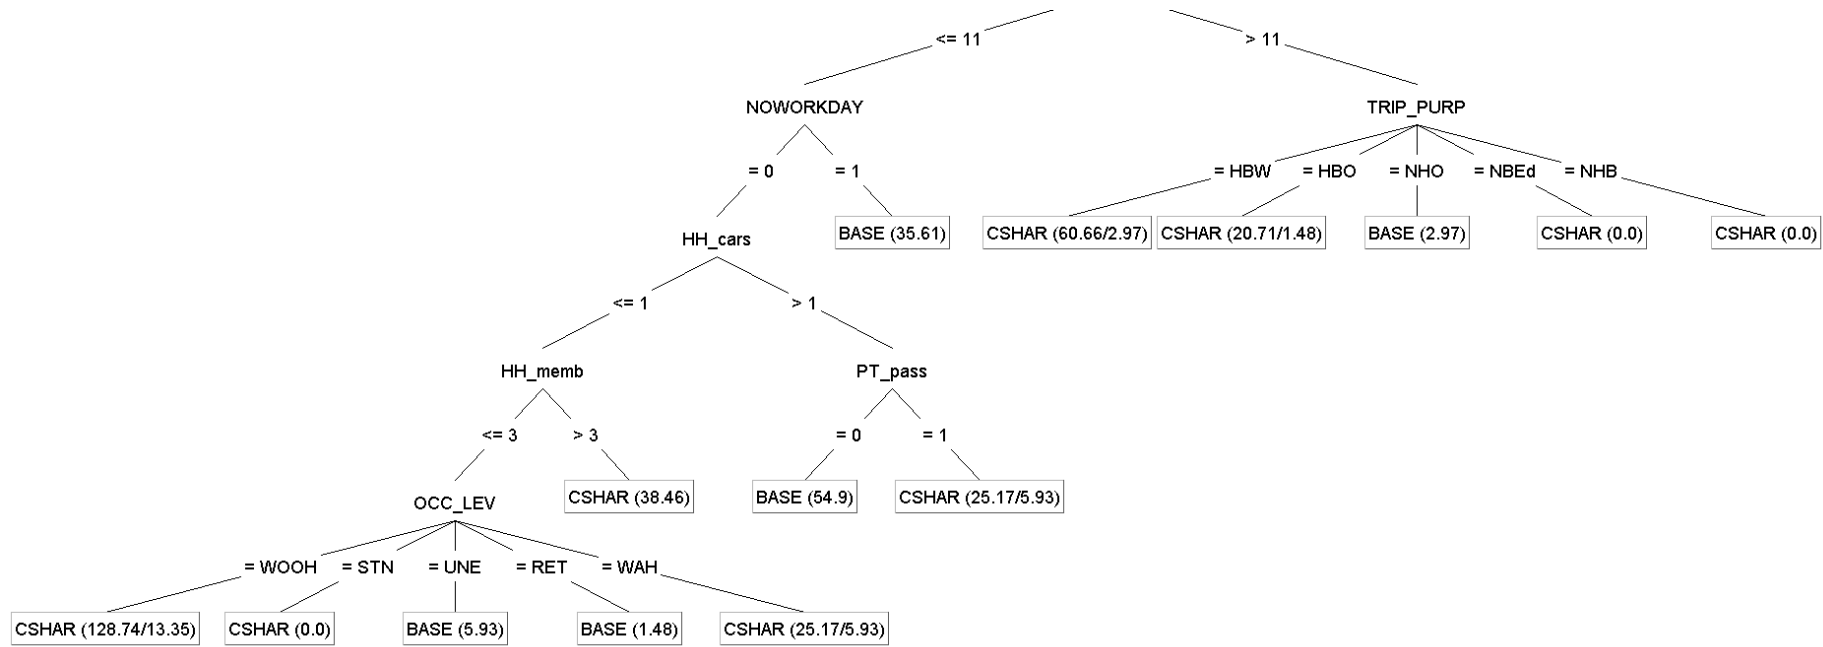 <= 11
> 11
NOWORKDAY
TRIP_PURP
= 0
= 1
= HBW
= HBO
= NHO
= NBEd
= NHB
HH_cars
BASE (35.61)
CSHAR (60.66/2.97)
CSHAR (20.71/1.48)
BASE (2.97)
CSHAR (0.0)
CSHAR (0.0)
<= 1
> 1
HH_memb
PT_pass
<= 3
> 3
= 0
= 1
OCC_LEV
CSHAR (38.46)
BASE (54.9)
CSHAR (25.17/5.93)
= WOOH
= STN
= UNE
= RET
= WAH
CSHAR (128.74/13.35)
CSHAR (0.0)
BASE (5.93)
BASE (1.48)
CSHAR (25.17/5.93)